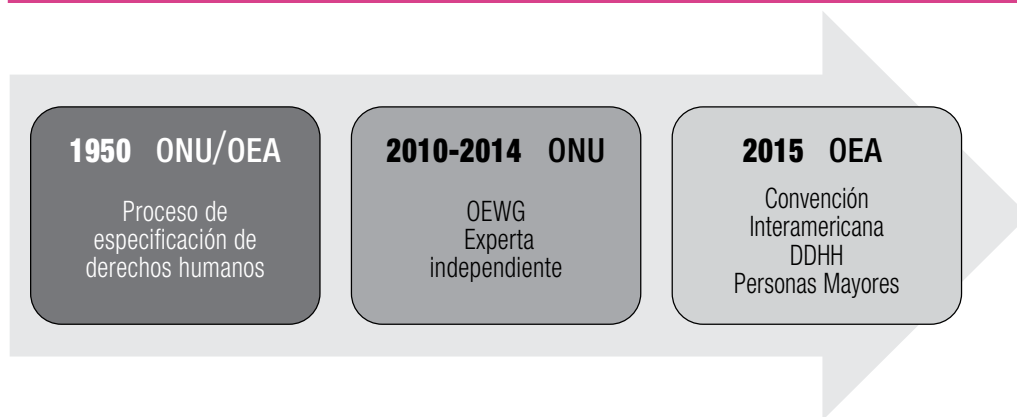 1950 ONU/OEA
Proceso de
especificación de
derechos humanos
2010-2014 ONU
OEWG
Experta
independiente
2015 OEA
Convención
Interamericana
DDHH
Personas Mayores